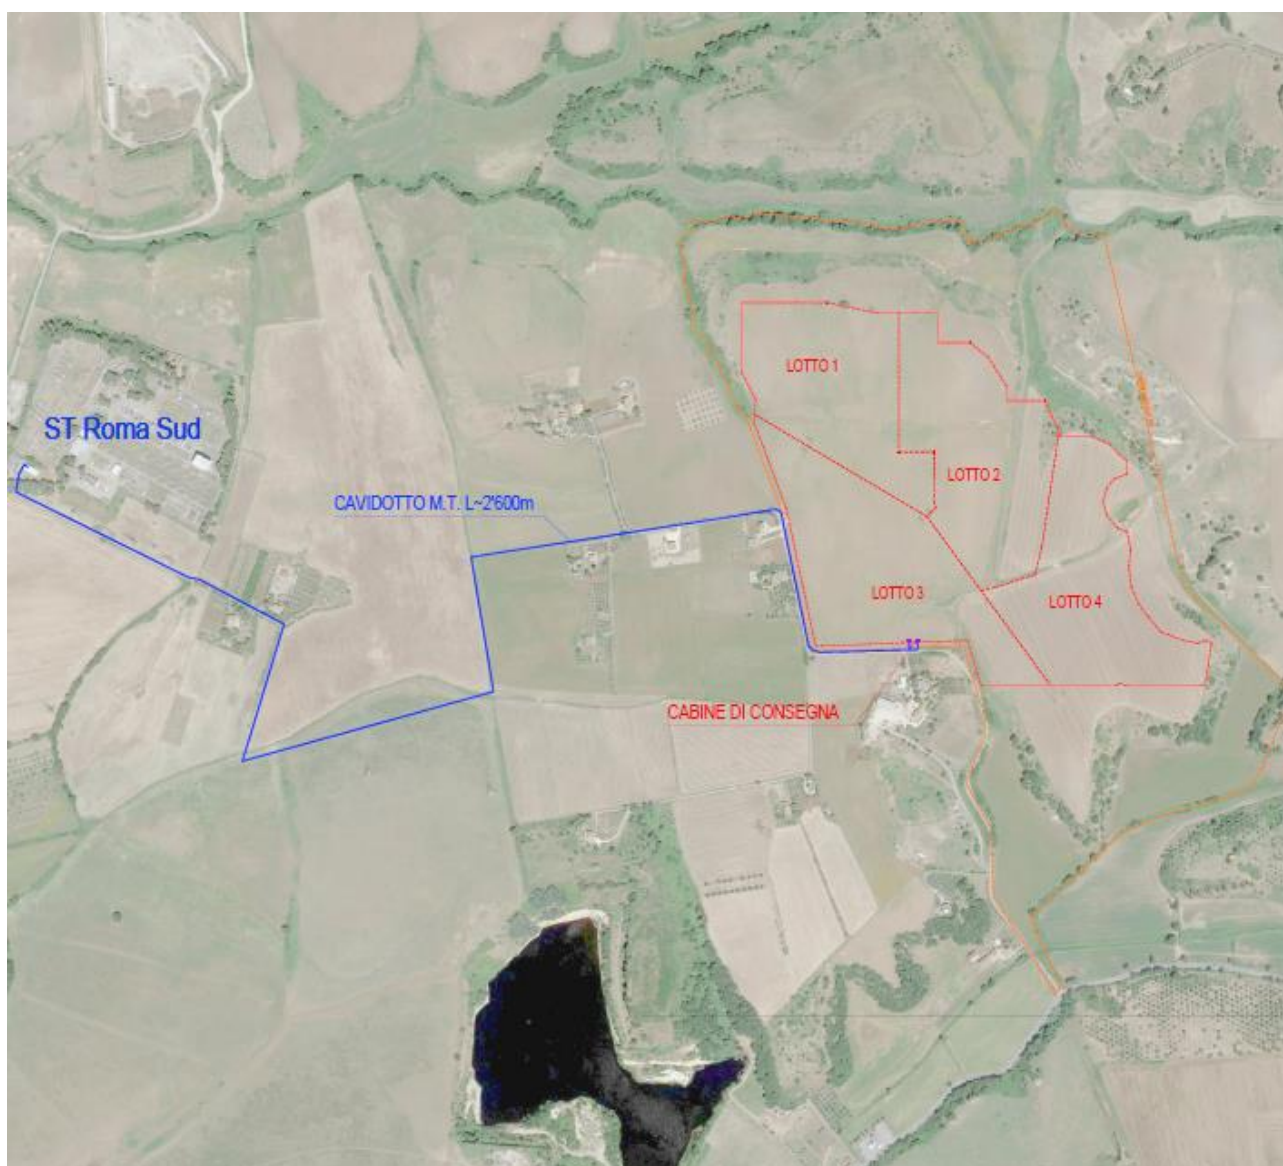 LOTTO 1
ST Roma Sud
LOTTO 2
CAVIDOTTO M.T. L~2'600m
LOTTO 3
LOTTO 4
CABINE DI CONSEGNA